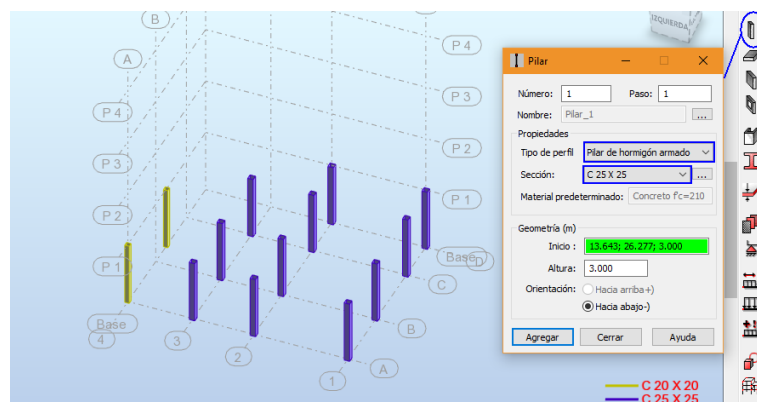 B
A
P 4
P 3
P 2
P 1
Base
4
3
2
1
A
B
C
D
Base
P 1
P 2
P 3
P 4
IZQUIERDA
Pilar
Número: 1 Paso: 1
Nombre: Pilar_1 ...
Propiedades
Tipo de perfil Pilar de hormigón armado
Sección: C 25 X 25 ...
Material predeterminado: Concreto f'c=210
Geometría (m)
Inicio : 13.643; 26.277; 3.000
Altura: 3.000
Orientación: Hacia arriba+)
Hacia abajo-)
Agregar Cerrar Ayuda
C 20 X 20
C 25 X 25